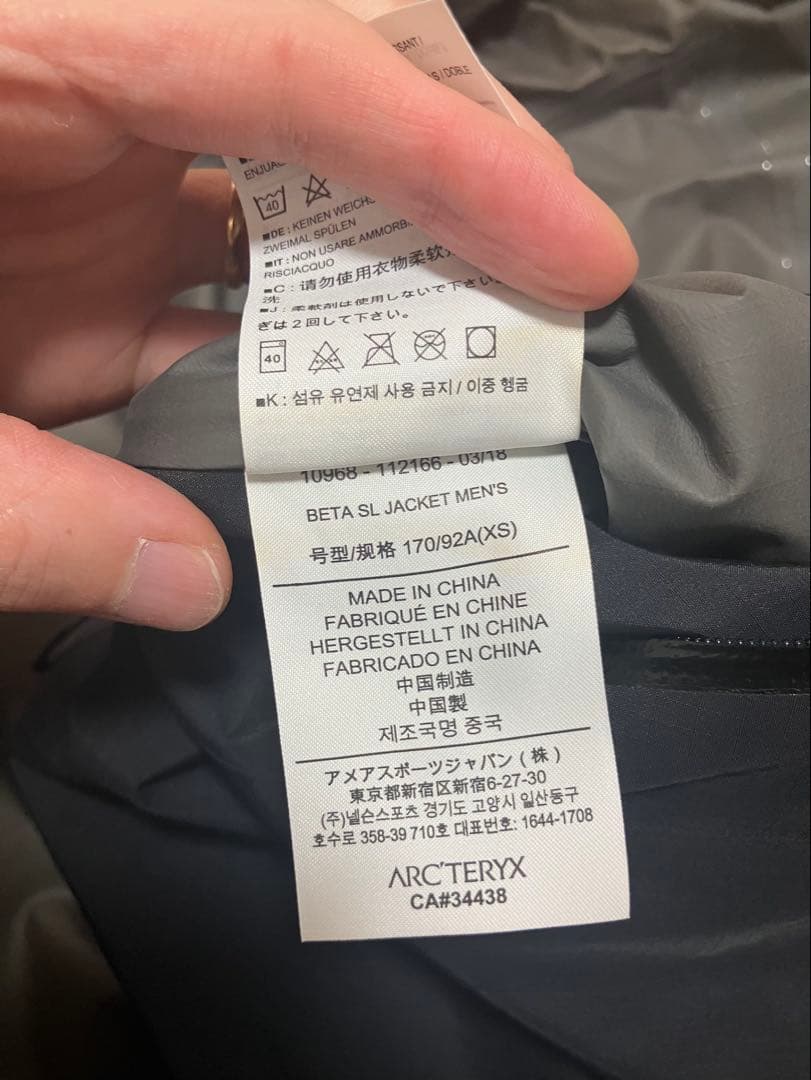 S / DOBLE
40
■DE : KEINEN
ZWEIMAL SPÜLEN
■IT : NON USARE
RISCIACQUO
■C : 请勿使用衣物柔软
洗
■J : 柔軟剤は使用しないで下さい。
ぎは2回して下さい。
40
■K : 섬유 유연제 사용 금지 / 이중 헹굼
10968 - 112166 - 03/18
BETA SL JACKET MEN'S
号型/规格 170/92A(XS)
MADE IN CHINA
FABRIQUÉ EN CHINE
HERGESTELLT IN CHINA
FABRICADO EN CHINA
中国制造
中国製
제조국명 중국
アメアスポーツジャパン ( 株 )
東京都新宿区新宿6-27-30
(주)넬슨스포츠 경기도 고양시 일산동구
호수로 358-39 710호 대표번호: 1644-1708
ARC'TERYX
CA#34438